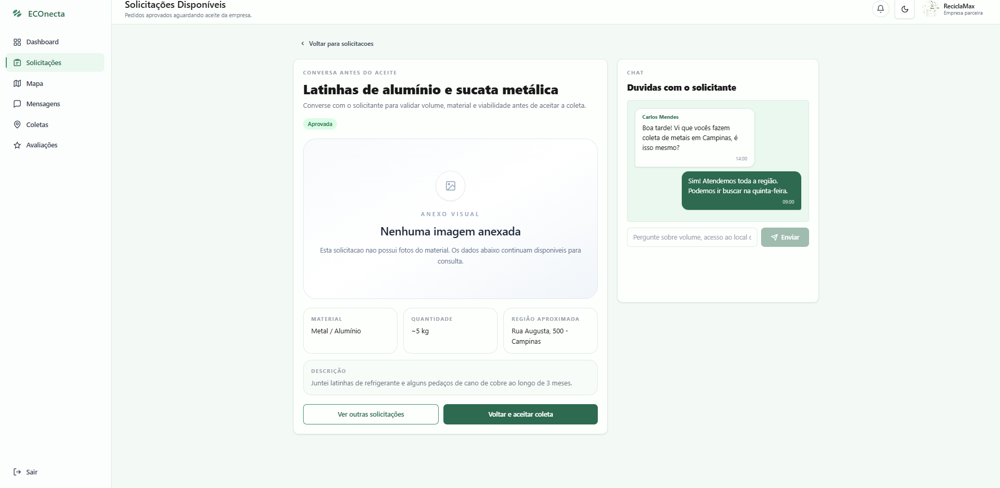 ECOnecta
Dashboard
Solicitações
Mapa
Mensagens
Coletas
Avaliações
Sair
Solicitações Disponíveis
Pedidos aprovados aguardando aceite da empresa.
ReciclaMax
Empresa parceira
Voltar para solicitacoes
CONVERSA ANTES DO ACEITE
Latinhas de alumínio e sucata metálica
Converse com o solicitante para validar volume, material e viabilidade antes de aceitar a coleta.
Aprovada
ANEXO VISUAL
Nenhuma imagem anexada
Esta solicitacao nao possui fotos do material. Os dados abaixo continuam disponiveis para
consulta.
MATERIAL
Metal / Alumínio
QUANTIDADE
~5 kg
REGIÃO APROXIMADA
Rua Augusta, 500 -
Campinas
DESCRIÇÃO
Juntei latinhas de refrigerante e alguns pedaços de cano de cobre ao longo de 3 meses.
Ver outras solicitações
Voltar e aceitar coleta
CHAT
Duvidas com o solicitante
Carlos Mendes
Boa tarde! Vi que vocês fazem
coleta de metais em Campinas, é
isso mesmo?
14:00
Sim! Atendemos toda a região.
Podemos ir buscar na quinta-feira.
09:00
Pergunte sobre volume, acesso ao local
Enviar